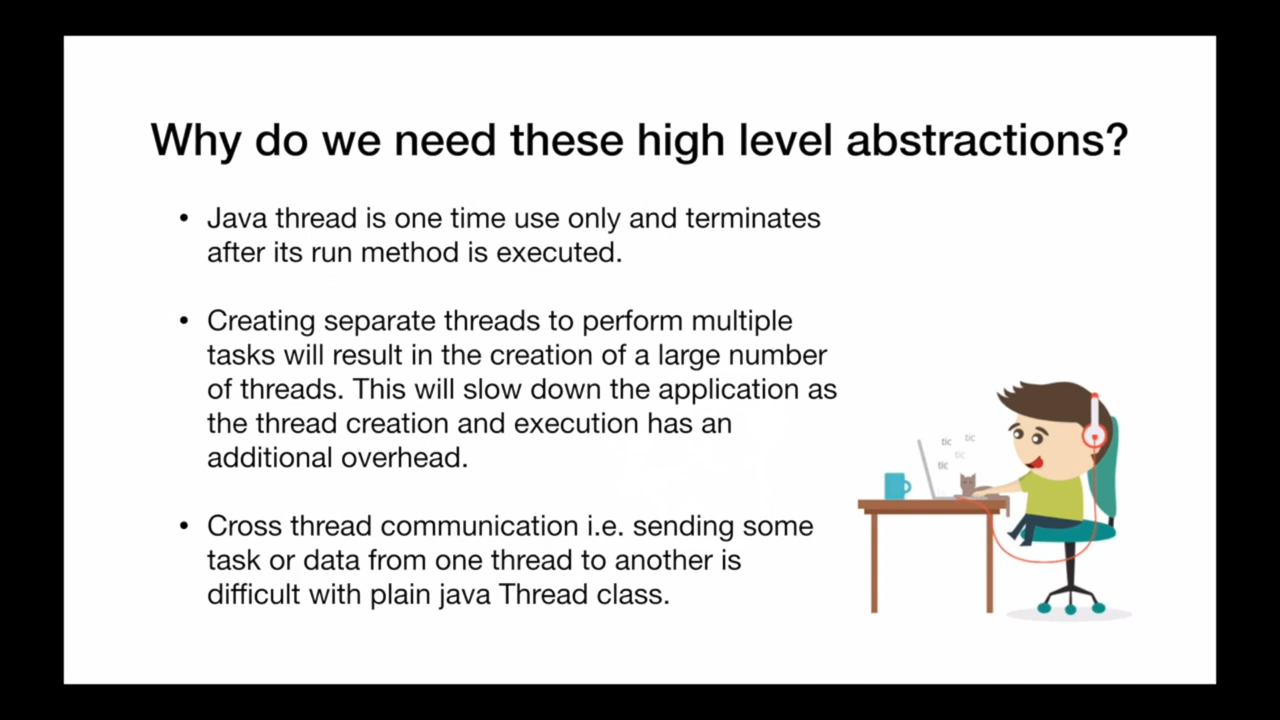 Why do we need these high level abstractions?
• Java thread is one time use only and terminates
after its run method is executed.
• Creating separate threads to perform multiple
tasks will result in the creation of a large number
of threads. This will slow down the application as
the thread creation and execution has an
additional overhead.
• Cross thread communication i.e. sending some
task or data from one thread to another is
difficult with plain java Thread class.
tic tic
tic
tic